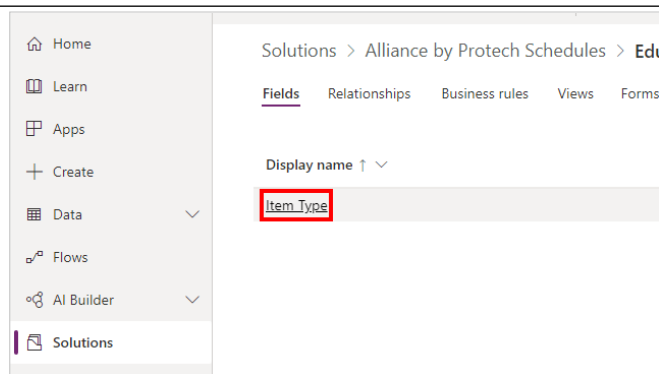 Home
Learn
Apps
Create
Data
Flows
AI Builder
Solutions
Solutions > Alliance by Protech Schedules >
Fields Relationships Business rules Views Forms
Display name ↑
Item Type